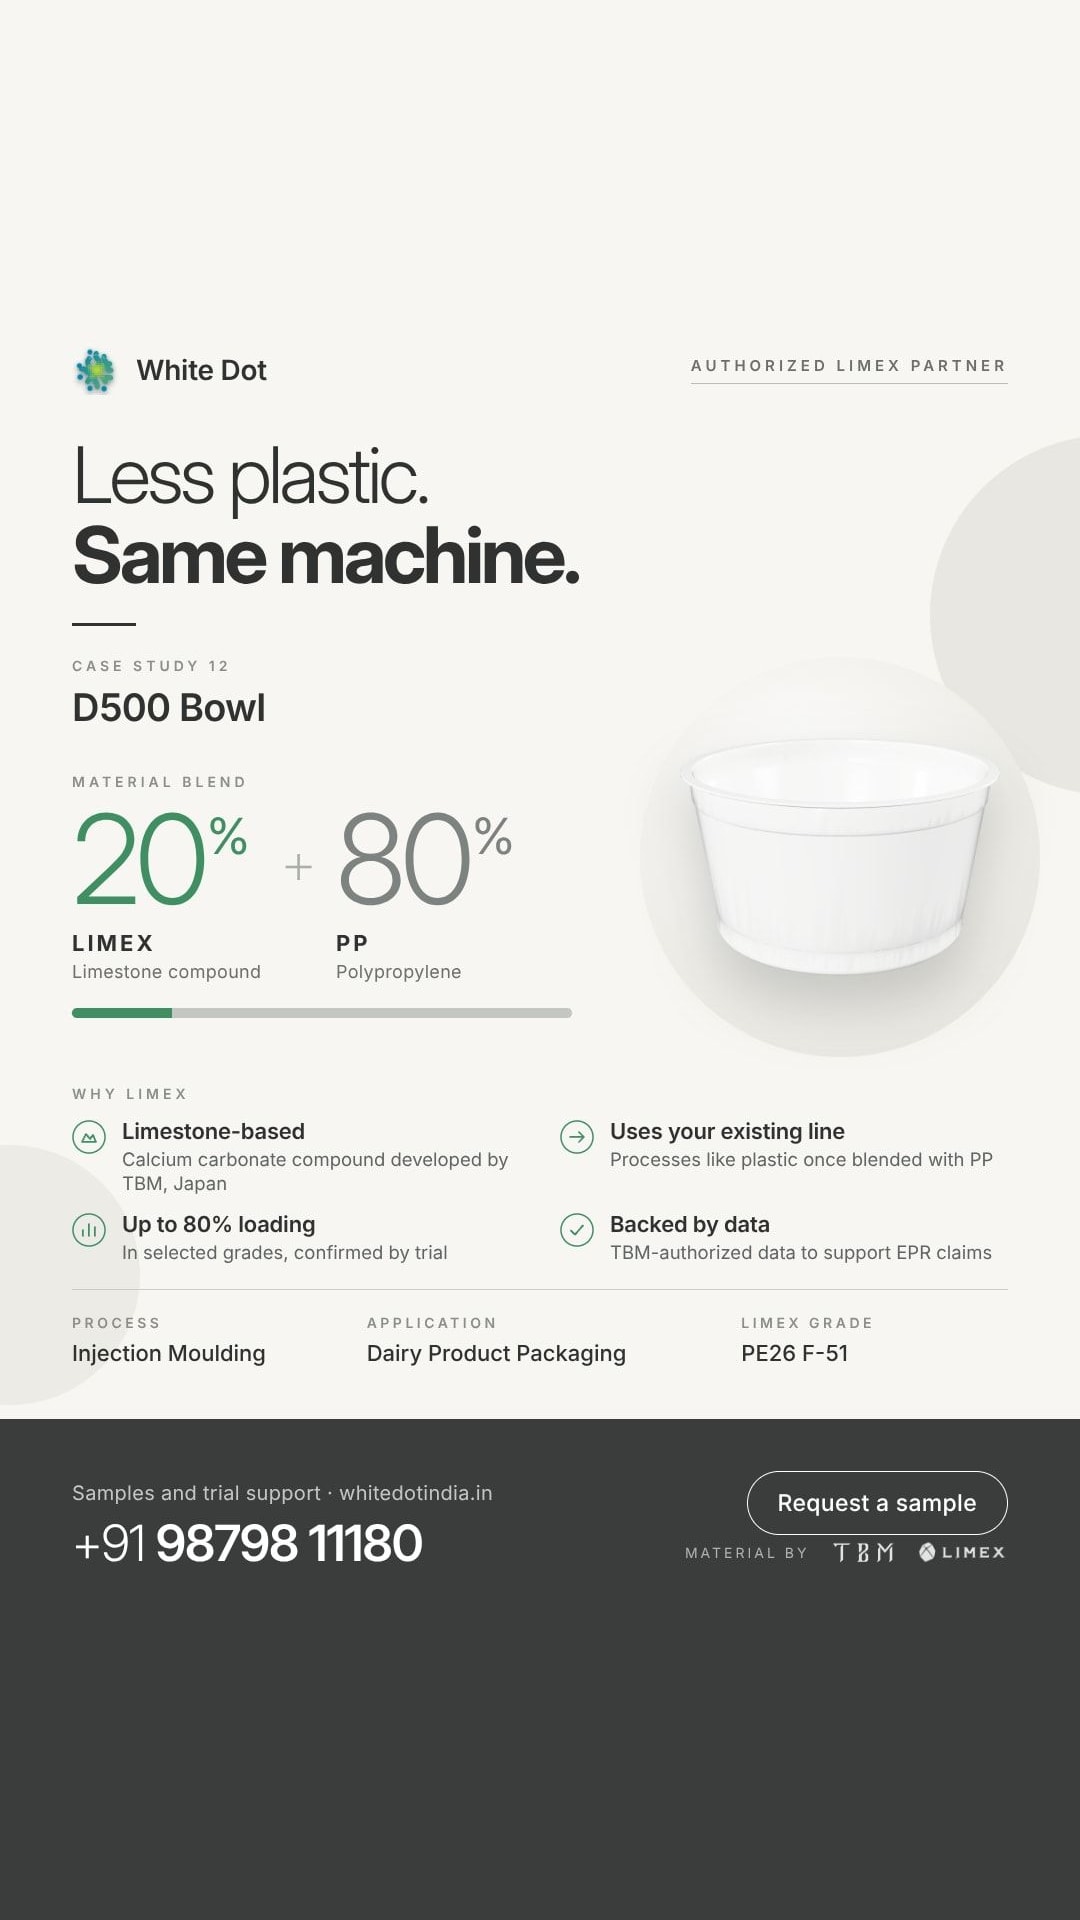 White Dot
AUTHORIZED LIMEX PARTNER
Less plastic.
Same machine.
CASE STUDY 12
D500 Bowl
MATERIAL BLEND
20% + 80%
LIMEX PP
Limestone compound Polypropylene
WHY LIMEX
Limestone-based
Calcium carbonate compound developed by
TBM, Japan
Uses your existing line
Processes like plastic once blended with PP
Up to 80% loading
In selected grades, confirmed by trial
Backed by data
TBM-authorized data to support EPR claims
PROCESS
Injection Moulding
APPLICATION
Dairy Product Packaging
LIMEX GRADE
PE26 F-51
Samples and trial support · whitedotindia.in
+91 98798 11180
Request a sample
MATERIAL BY TBM LIMEX